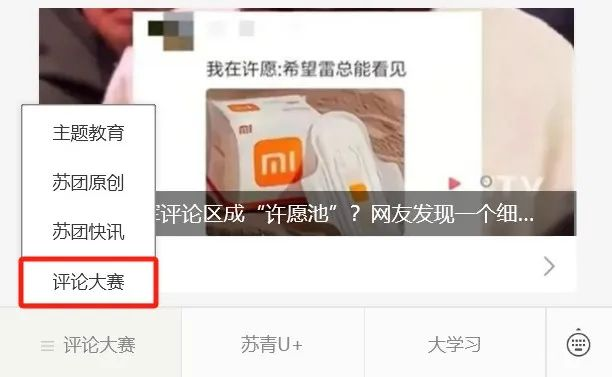 我在许愿:希望雷总能看见
mi
mi
评论区成“许愿池”？网友发现一个细...
主题教育
苏团原创
苏团快讯
评论大赛
评论大赛
苏青U+
大学习